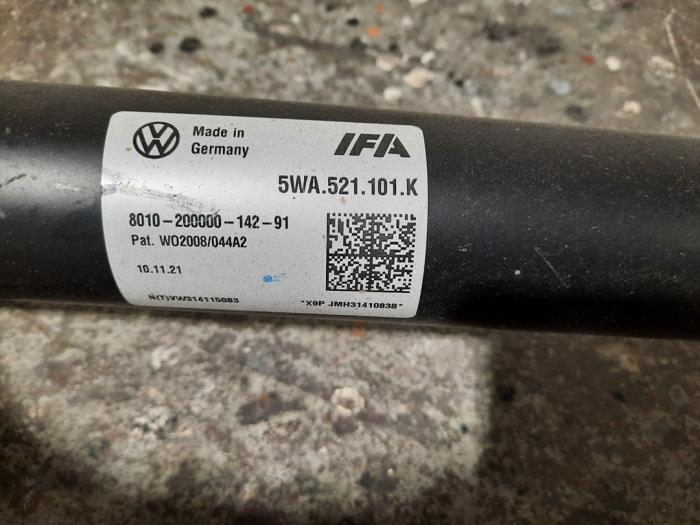 VW
Made in
Germany
IFA
5WA.521.101.K
8010-200000-142-91
Pat. WO2008/044A2
10.11.21
N(T)VW314115083
"X9P JMH31410838"